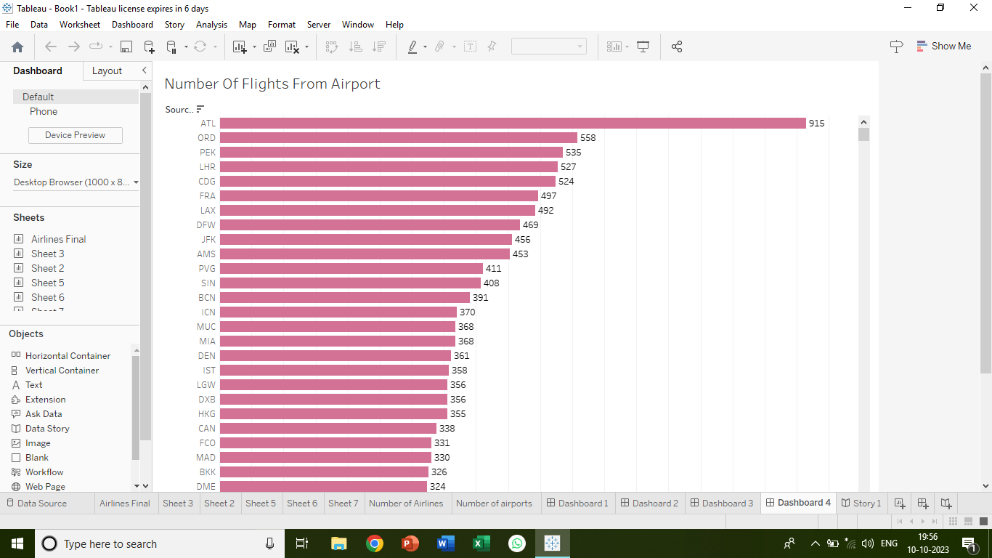 Tableau - Book1 - Tableau license expires in 6 days
File Data Worksheet Dashboard Story Analysis Map Format Server Window Help
Show Me
Dashboard Layout
Default
Phone
Device Preview
Size
Desktop Browser (1000 x 8...
Sheets
Airlines Final
Sheet 3
Sheet 2
Sheet 5
Sheet 6
Objects
Horizontal Container
Vertical Container
Text
Extension
Ask Data
Data Story
Image
Blank
Workflow
Web Page
Number Of Flights From Airport
Sourc..
ATL 915
ORD 558
PEK 535
LHR 527
CDG 524
FRA 497
LAX 492
DFW 469
JFK 456
AMS 453
PVG 411
SIN 408
BCN 391
ICN 370
MUC 368
MIA 368
DEN 361
IST 358
LGW 356
DXB 356
HKG 355
CAN 338
FCO 331
MAD 330
BKK 326
DME 324
Data Source Airlines Final Sheet 3 Sheet 2 Sheet 5 Sheet 6 Sheet 7 Number of Airlines Number of airports Dashboard 1 Dashoard 2 Dashboard 3 Dashboard 4 Story 1
Type here to search
ENG
19:56
10-10-2023
1